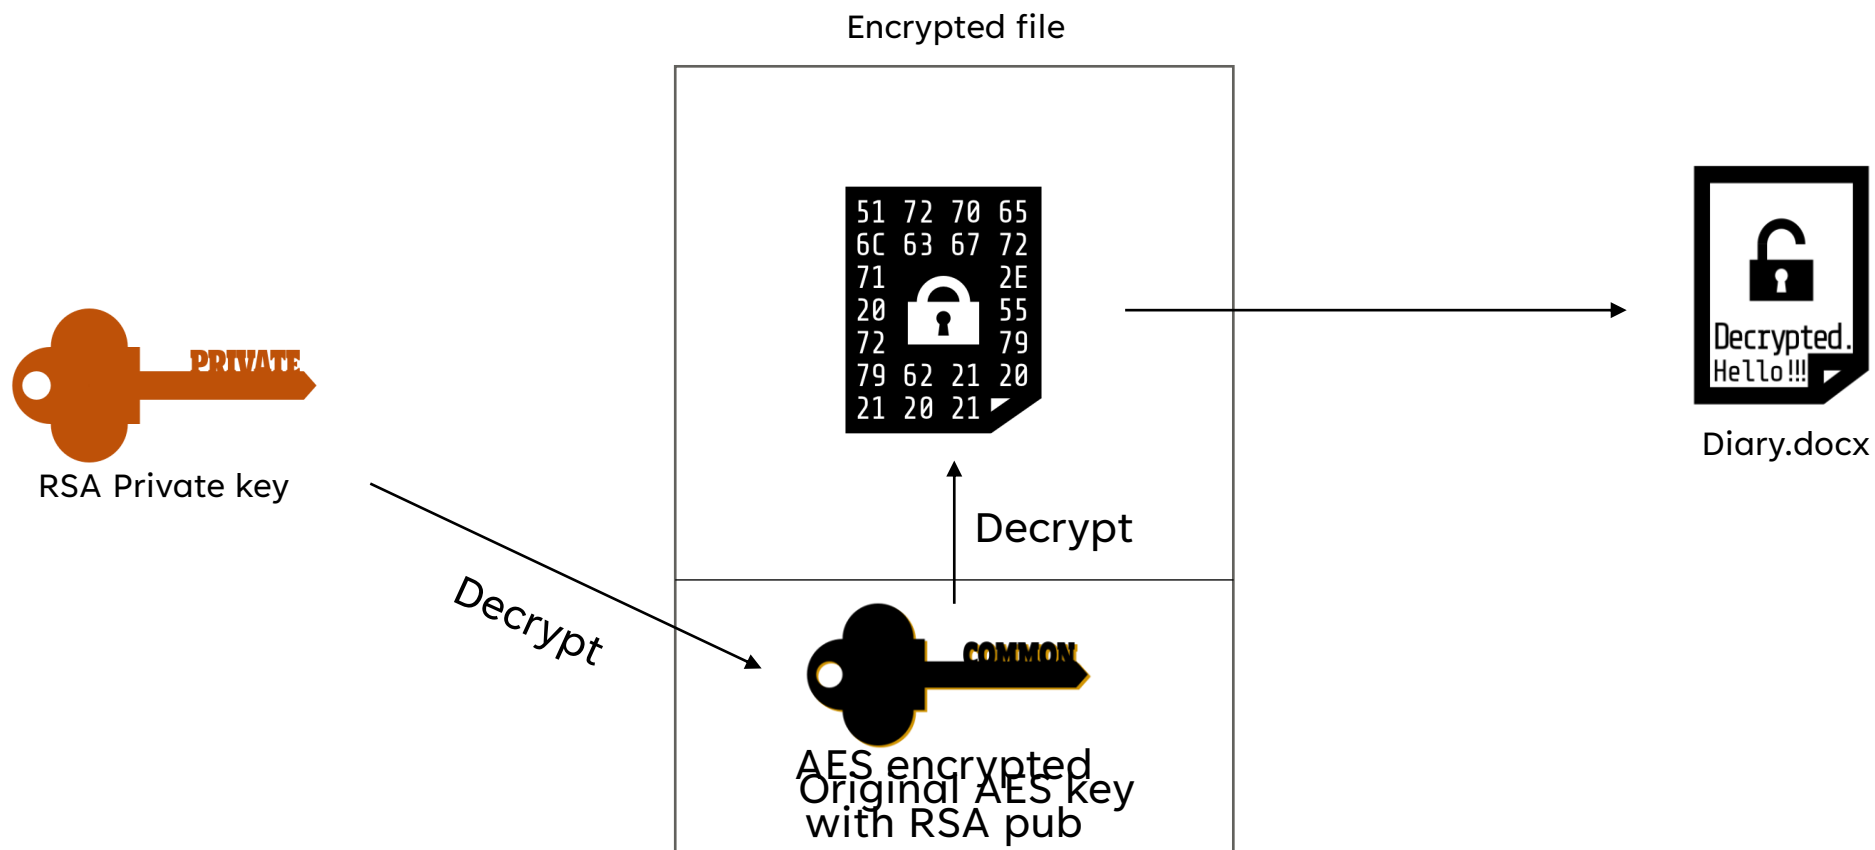 Encrypted file
51 72 70 65
6C 63 67 72
71 2E
20 55
72 79
79 62 21 20
21 20 21
Decrypted.
Hello!!!
Diary.docx
PRIVATE
RSA Private key
Decrypt
Decrypt
COMMON
AES encrypted
Original AES key
with RSA pub